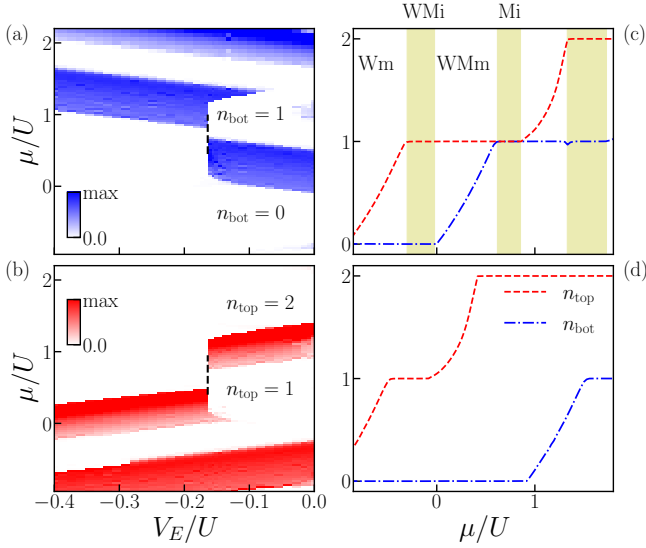 WMi Mi
(a) (c)
2
1
0
μ/U
n_bot = 1
n_bot = 0
max
0.0
Wm WMm
2
1
0
(b) (d)
2
1
0
μ/U
max
0.0
n_top = 2
n_top = 1
−0.4 −0.3 −0.2 −0.1 0.0
V_E/U
2
1
0
n_top
n_bot
0 1
μ/U